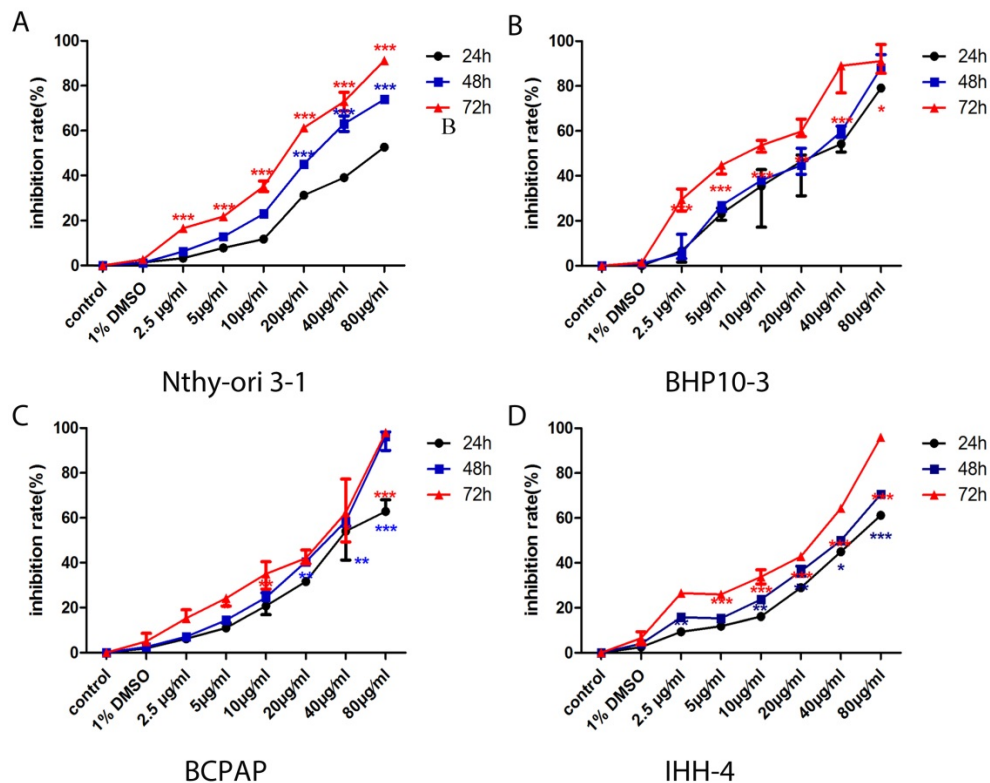 A
inhibition rate(%)
100
80
60
40
20
0
***
***
***
***
***
***
***
***
***
***
24h
48h
72h
B
control
1% DMSO
2.5 µg/ml
5µg/ml
10µg/ml
20µg/ml
40µg/ml
80µg/ml
Nthy-ori 3-1
B
inhibition rate(%)
100
80
60
40
20
0
***
***
***
**
***
*
24h
48h
72h
control
1% DMSO
2.5 µg/ml
5µg/ml
10µg/ml
20µg/ml
40µg/ml
80µg/ml
BHP10-3
C
inhibition rate(%)
100
80
60
40
20
0
**
**
**
***
***
24h
48h
72h
control
1% DMSO
2.5 µg/ml
5µg/ml
10µg/ml
20µg/ml
40µg/ml
80µg/ml
BCPAP
D
inhibition rate(%)
100
80
60
40
20
0
**
***
***
**
***
**
***
*
***
***
24h
48h
72h
control
1% DMSO
2.5 µg/ml
5µg/ml
10µg/ml
20µg/ml
40µg/ml
80µg/ml
IHH-4